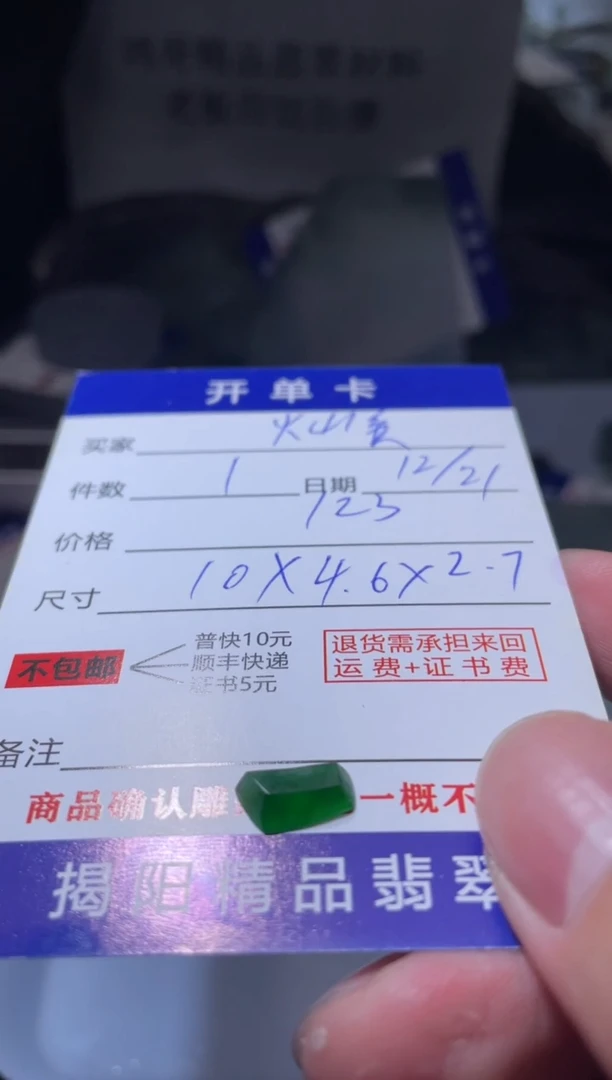 开单卡
买家 火山
件数 1 日期 12/21
价格 123
尺寸 10X4.6X2.7
不包邮
普快10元
顺丰快递
证书5元
退货需承担来回
运费+证书费
备注
商品确认雕 一概不
揭阳精品翡翠